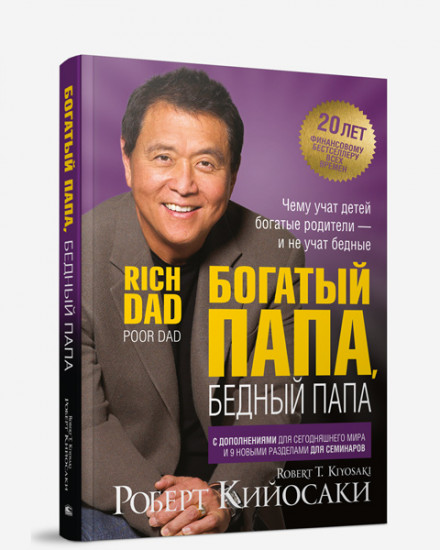 БОГАТЫЙ ПАПА, БЕДНЫЙ ПАПА
ROBERT T. KIYOSAKI
РОБЕРТ КИЙОСАКИ
20 ЛЕТ
ФИНАНСОВОМУ
БЕСТСЕЛЛЕРУ
ВСЕХ
ВРЕМЕН
Чему учат детей
богатые родители —
и не учат бедные
RICH
DAD
POOR DAD
БОГАТЫЙ
ПАПА,
БЕДНЫЙ ПАПА
С ДОПОЛНЕНИЯМИ ДЛЯ СЕГОДНЯШНЕГО МИРА
И 9 НОВЫМИ РАЗДЕЛАМИ ДЛЯ СЕМИНАРОВ
ROBERT T. KIYOSAKI
РОБЕРТ КИЙОСАКИ